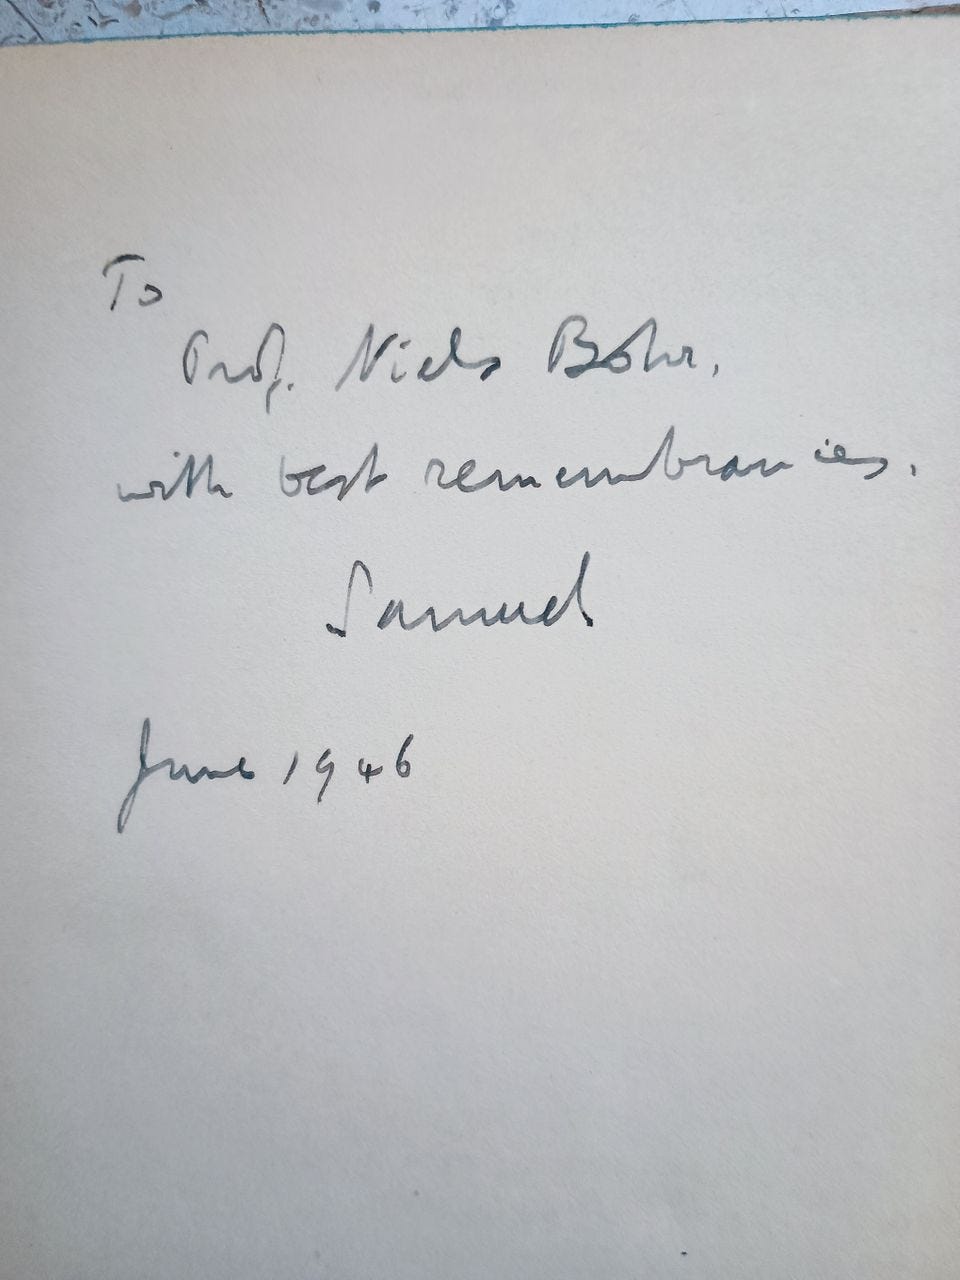 To
Prof. Niels Bohr,
with best remembrances.
Samuel
June 1946